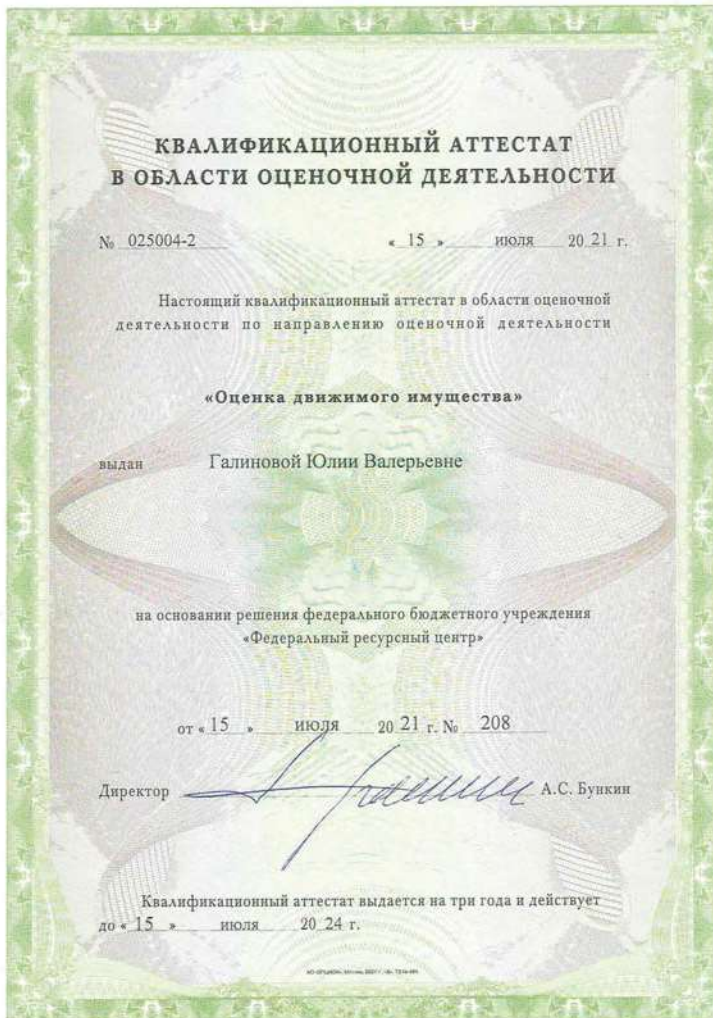 КВАЛИФИКАЦИОННЫЙ АТТЕСТАТ
В ОБЛАСТИ ОЦЕНОЧНОЙ ДЕЯТЕЛЬНОСТИ
№ 025004-2 « 15 » июля 20 21 г.
Настоящий квалификационный аттестат в области оценочной
деятельности по направлению оценочной деятельности
«Оценка движимого имущества»
выдан Галиновой Юлии Валерьевне
на основании решения федерального бюджетного учреждения
«Федеральный ресурсный центр»
от « 15 » июля 20 21 г. № 208
Директор А.С. Бункин
Квалификационный аттестат выдается на три года и действует
до « 15 » июля 20 24 г.